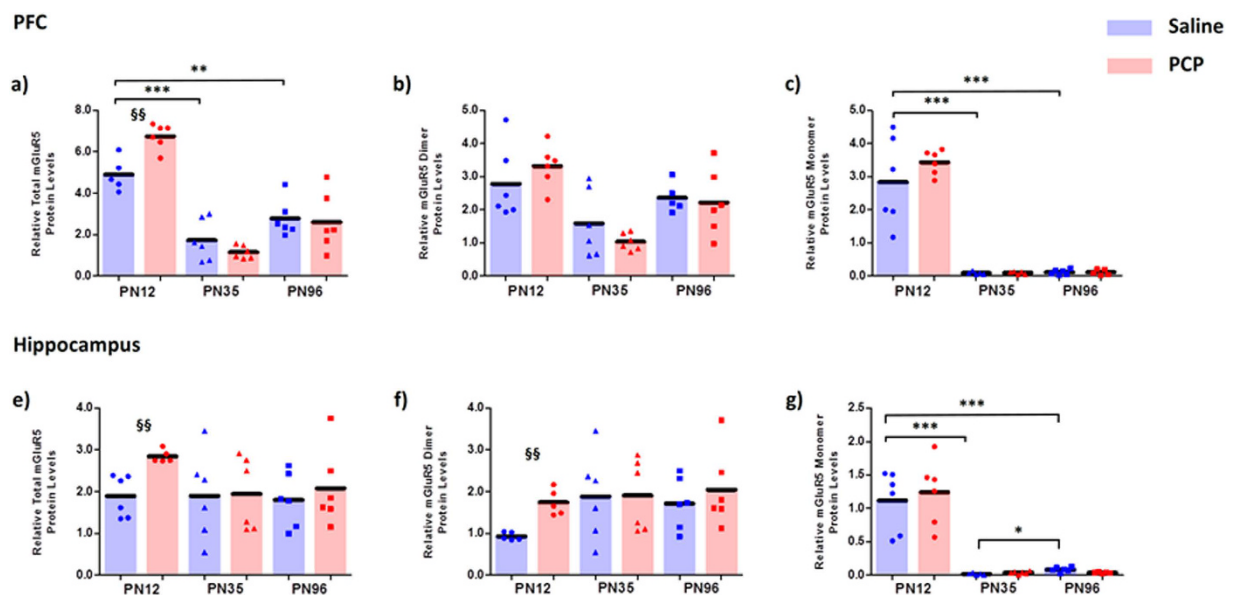 PFC
Saline
PCP
a)
**
***
§§
Relative Total mGluR5
Protein Levels
8.0
6.0
4.0
2.0
0.0
PN12 PN35 PN96
b)
Relative mGluR5 Dimer
Protein Levels
5.0
4.0
3.0
2.0
1.0
0.0
PN12 PN35 PN96
c)
***
***
Relative mGluR5 Monomer
Protein Levels
5.0
4.0
3.0
2.0
1.0
0.0
PN12 PN35 PN96
Hippocampus
e)
§§
Relative Total mGluR5
Protein Levels
4.0
3.0
2.0
1.0
0.0
PN12 PN35 PN96
f)
§§
Relative mGluR5 Dimer
Protein Levels
4.0
3.0
2.0
1.0
0.0
PN12 PN35 PN96
g)
***
***
*
Relative mGluR5 Monomer
Protein Levels
2.5
2.0
1.5
1.0
0.5
0.0
PN12 PN35 PN96